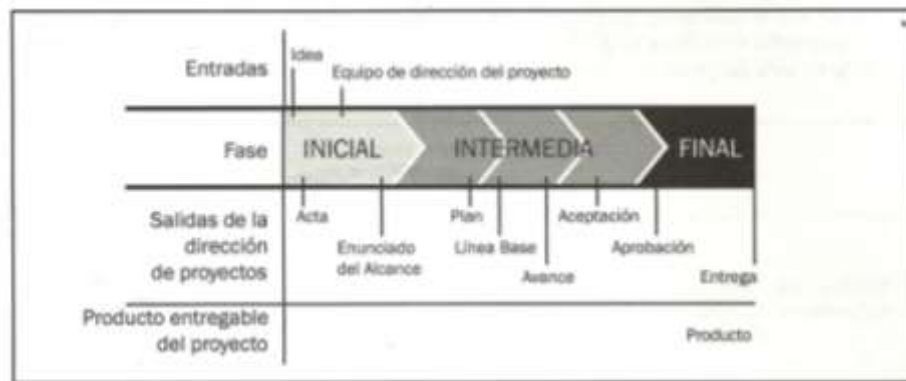 Entradas
Idea
Equipo de dirección del proyecto
Fase
INICIAL
INTERMEDIA
FINAL
Salidas de la
dirección
de proyectos
Acta
Enunciado
del Alcance
Plan
Línea Base
Avance
Aceptación
Aprobación
Entrega
Producto entregable
del proyecto
Producto